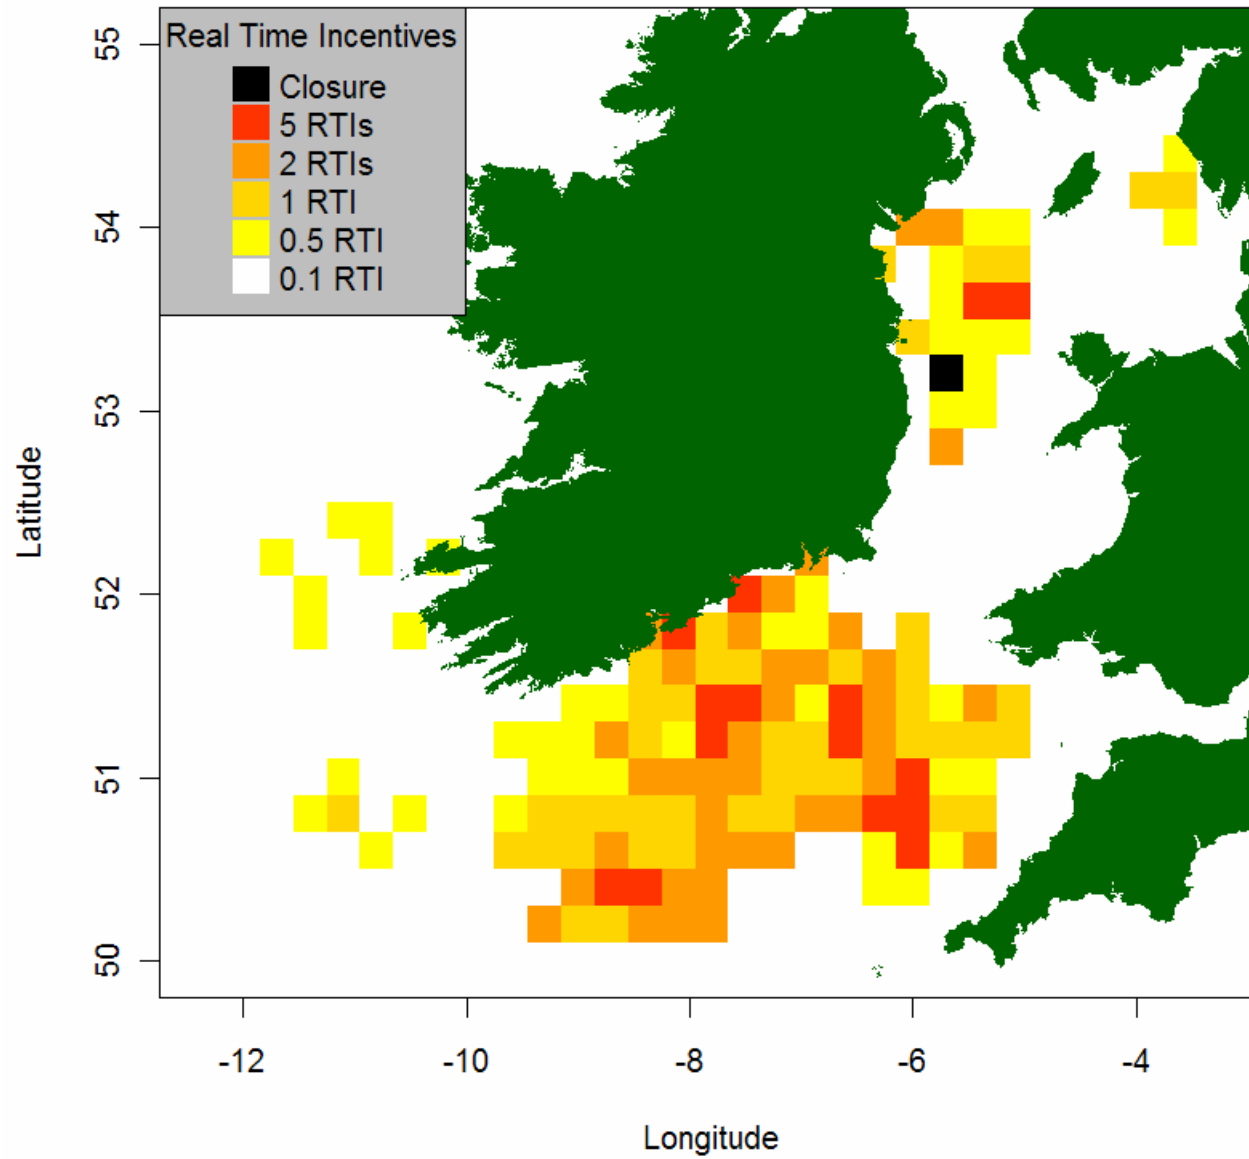 Real Time Incentives
Closure
5 RTIs
2 RTIs
1 RTI
0.5 RTI
0.1 RTI
55
54
53
52
51
50
Latitude
-12 -10 -8 -6 -4
Longitude